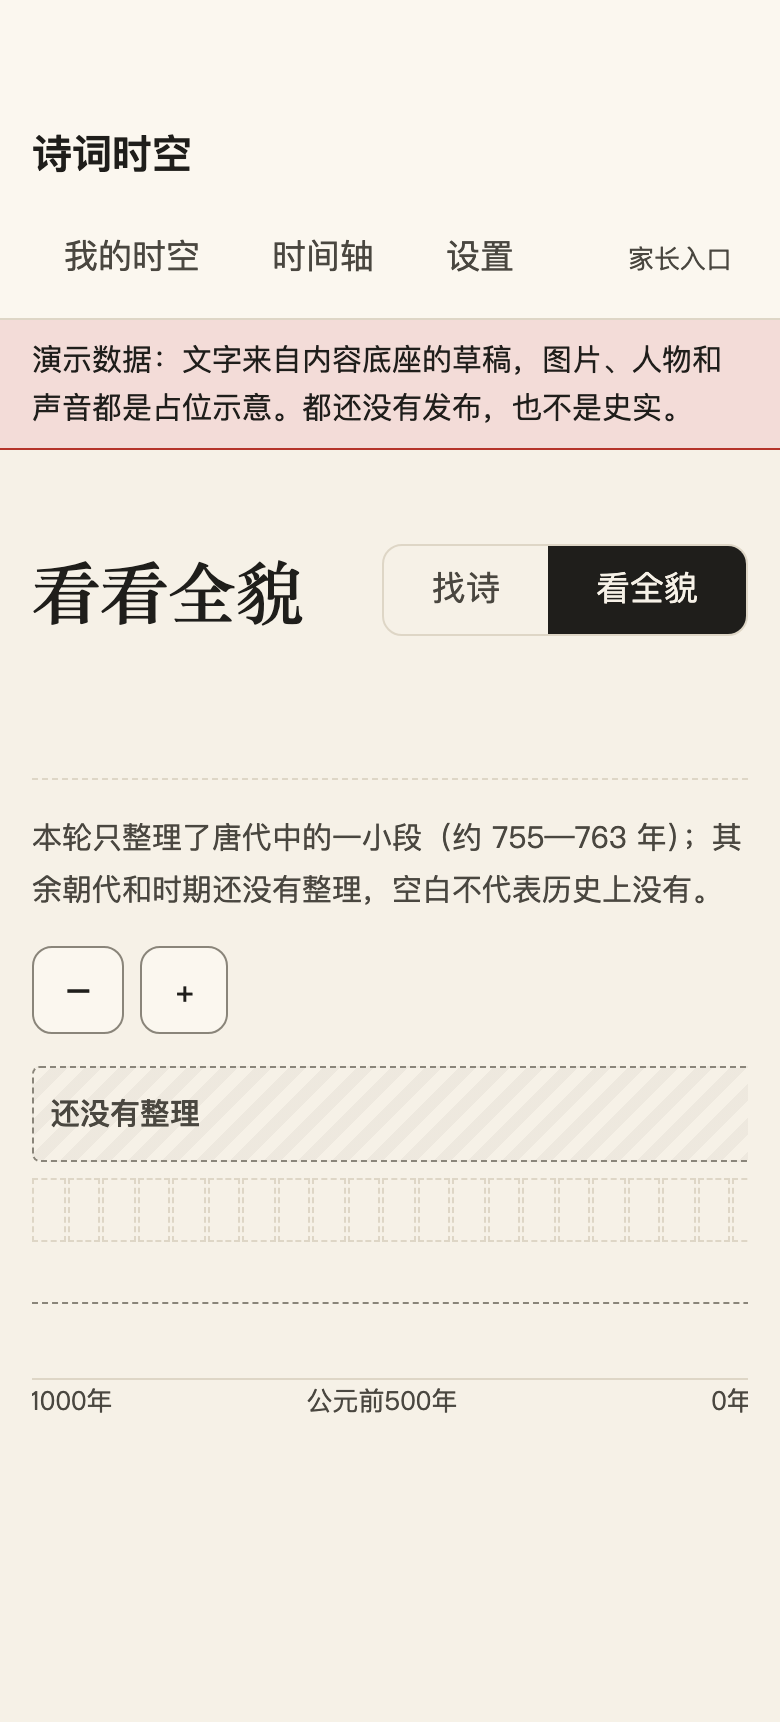 诗词时空
我的时空 时间轴 设置 家长入口
演示数据：文字来自内容底座的草稿，图片、人物和
声音都是占位示意。都还没有发布，也不是史实。
看看全貌 找诗 看全貌
本轮只整理了唐代中的一小段（约 755—763 年）；其
余朝代和时期还没有整理，空白不代表历史上没有。
− +
还没有整理
1000年 公元前500年 0年